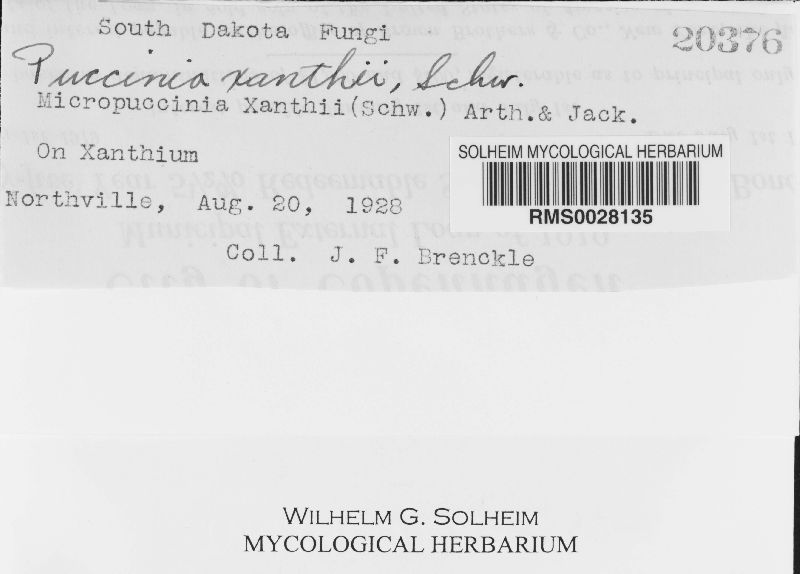 South Dakota Fungi
20376
Puccinia xanthii, Schw.
Micropuccinia Xanthii(Schw.) Arth.& Jack.
On Xanthium
SOLHEIM MYCOLOGICAL HERBARIUM
RMS0028135
Northville, Aug. 20, 1928
Coll. J. F. Brenckle
WILHELM G. SOLHEIM
MYCOLOGICAL HERBARIUM